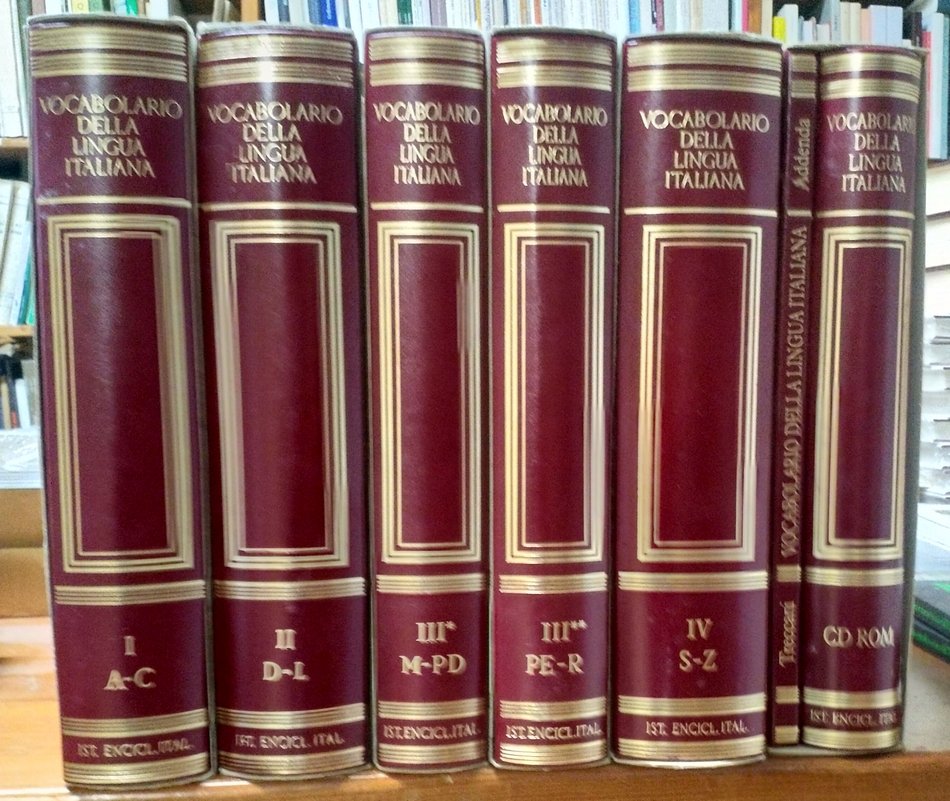 VOCABOLARIO
DELLA
LINGUA
ITALIANA
I
A-C
IST. ENCICL. ITAL.
VOCABOLARIO
DELLA
LINGUA
ITALIANA
II
D-L
IST. ENCICL. ITAL.
VOCABOLARIO
DELLA
LINGUA
ITALIANA
III*
M-PD
IST. ENCICL. ITAL.
VOCABOLARIO
DELLA
LINGUA
ITALIANA
III**
PE-R
IST. ENCICL. ITAL.
VOCABOLARIO
DELLA
LINGUA
ITALIANA
IV
S-Z
IST. ENCICL. ITAL.
Treccani VOCABOLARIO DELLA LINGUA ITALIANA Addenda
VOCABOLARIO
DELLA
LINGUA
ITALIANA
CD ROM
IST. ENCICL. ITAL.